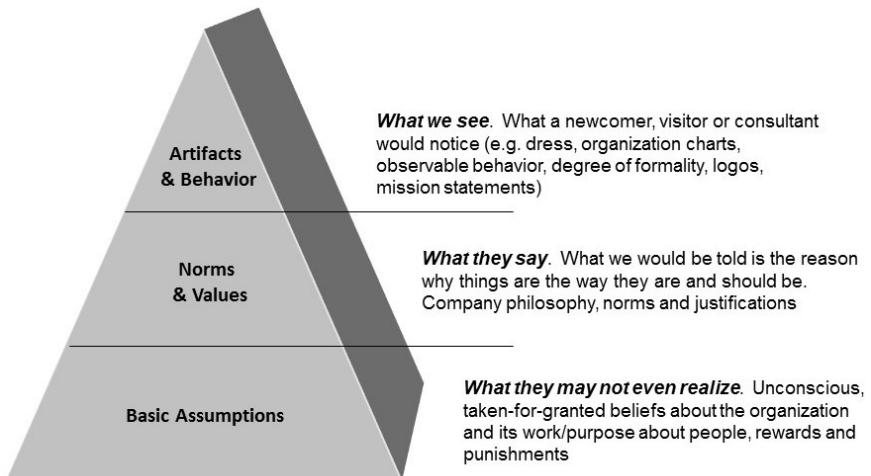 Artifacts
& Behavior
What we see. What a newcomer, visitor or consultant
would notice (e.g. dress, organization charts,
observable behavior, degree of formality, logos,
mission statements)
Norms
& Values
What they say. What we would be told is the reason
why things are the way they are and should be.
Company philosophy, norms and justifications
Basic Assumptions
What they may not even realize. Unconscious,
taken-for-granted beliefs about the organization
and its work/purpose about people, rewards and
punishments